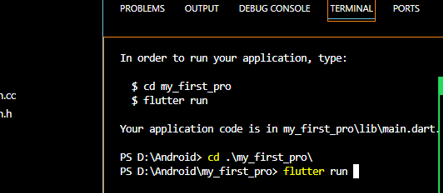 PROBLEMS OUTPUT DEBUG CONSOLE TERMINAL PORTS
In order to run your application, type:
$ cd my_first_pro
n.cc
$ flutter run
n.h
Your application code is in my_first_pro\lib\main.dart.
PS D:\Android> cd .\my_first_pro\
PS D:\Android\my_first_pro> flutter run